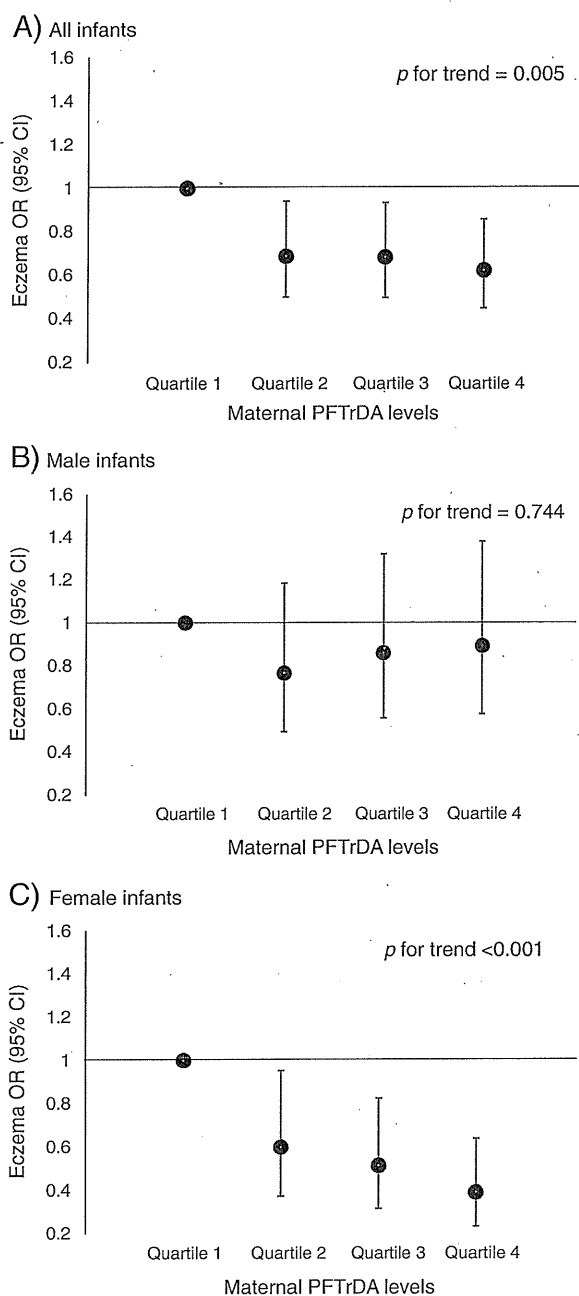 A) All infants
p for trend = 0.005
Eczema OR (95% CI)
1.6
1.4
1.2
1
0.8
0.6
0.4
0.2
Quartile 1 Quartile 2 Quartile 3 Quartile 4
Maternal PFTrDA levels
B) Male infants
p for trend = 0.744
Eczema OR (95% CI)
1.6
1.4
1.2
1
0.8
0.6
0.4
0.2
Quartile 1 Quartile 2 Quartile 3 Quartile 4
Maternal PFTrDA levels
C) Female infants
p for trend <0.001
Eczema OR (95% CI)
1.6
1.4
1.2
1
0.8
0.6
0.4
0.2
Quartile 1 Quartile 2 Quartile 3 Quartile 4
Maternal PFTrDA levels